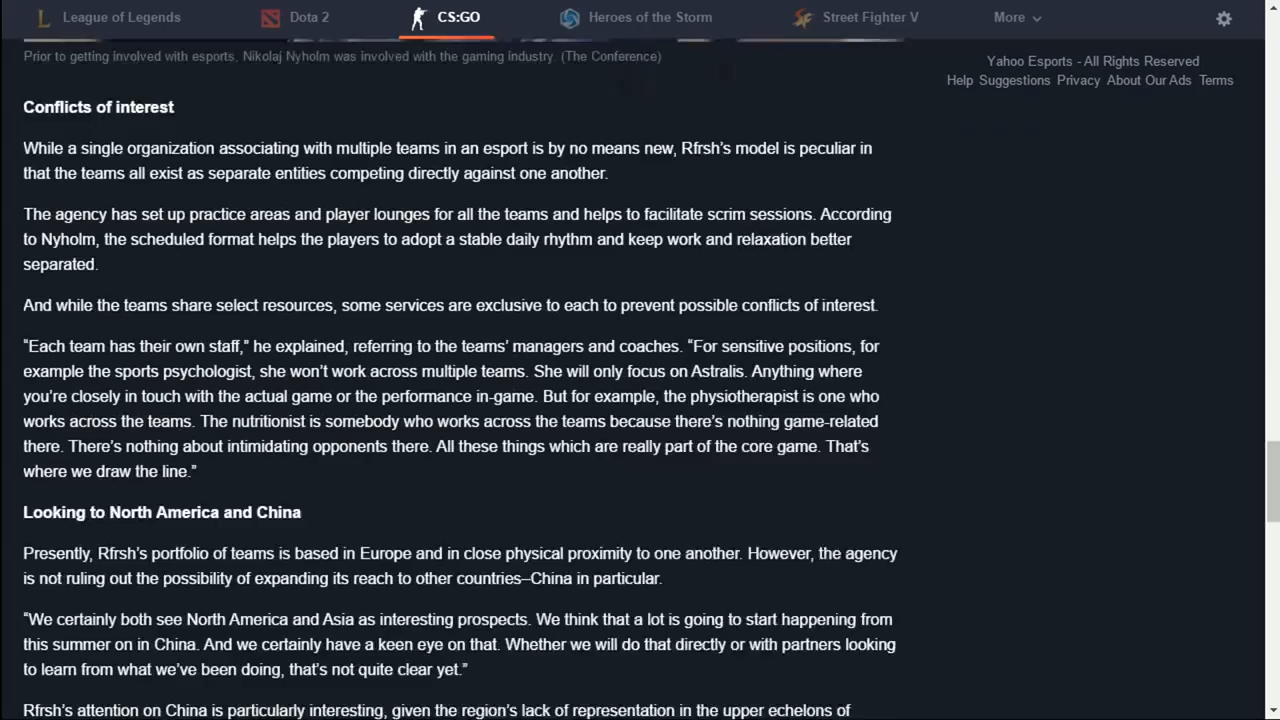 League of Legends
Dota 2
CS:GO
Heroes of the Storm
Street Fighter V
More
Prior to getting involved with esports, Nikolaj Nyholm was involved with the gaming industry. (The Conference)
Yahoo Esports - All Rights Reserved
Help Suggestions Privacy About Our Ads Terms
Conflicts of interest
While a single organization associating with multiple teams in an esport is by no means new, Rfrsh’s model is peculiar in
that the teams all exist as separate entities competing directly against one another.
The agency has set up practice areas and player lounges for all the teams and helps to facilitate scrim sessions. According
to Nyholm, the scheduled format helps the players to adopt a stable daily rhythm and keep work and relaxation better
separated.
And while the teams share select resources, some services are exclusive to each to prevent possible conflicts of interest.
“Each team has their own staff,” he explained, referring to the teams’ managers and coaches. “For sensitive positions, for
example the sports psychologist, she won’t work across multiple teams. She will only focus on Astralis. Anything where
you’re closely in touch with the actual game or the performance in-game. But for example, the physiotherapist is one who
works across the teams. The nutritionist is somebody who works across the teams because there’s nothing game-related
there. There’s nothing about intimidating opponents there. All these things which are really part of the core game. That’s
where we draw the line.”
Looking to North America and China
Presently, Rfrsh’s portfolio of teams is based in Europe and in close physical proximity to one another. However, the agency
is not ruling out the possibility of expanding its reach to other countries–China in particular.
“We certainly both see North America and Asia as interesting prospects. We think that a lot is going to start happening from
this summer on in China. And we certainly have a keen eye on that. Whether we will do that directly or with partners looking
to learn from what we’ve been doing, that’s not quite clear yet.”
Rfrsh’s attention on China is particularly interesting, given the region’s lack of representation in the upper echelons of